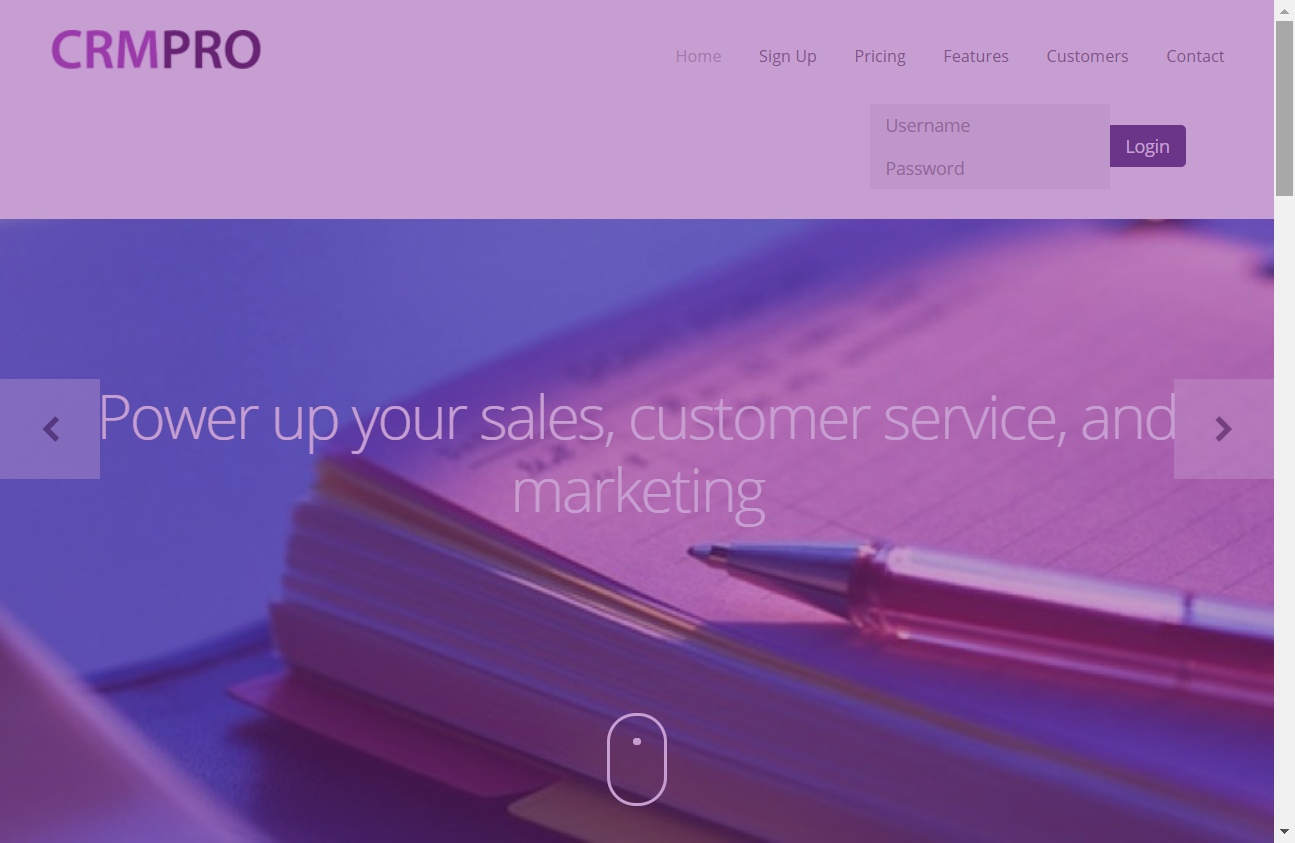 CRMPRO
Home Sign Up Pricing Features Customers Contact
Username
Login
Password
Power up your sales, customer service, and
marketing